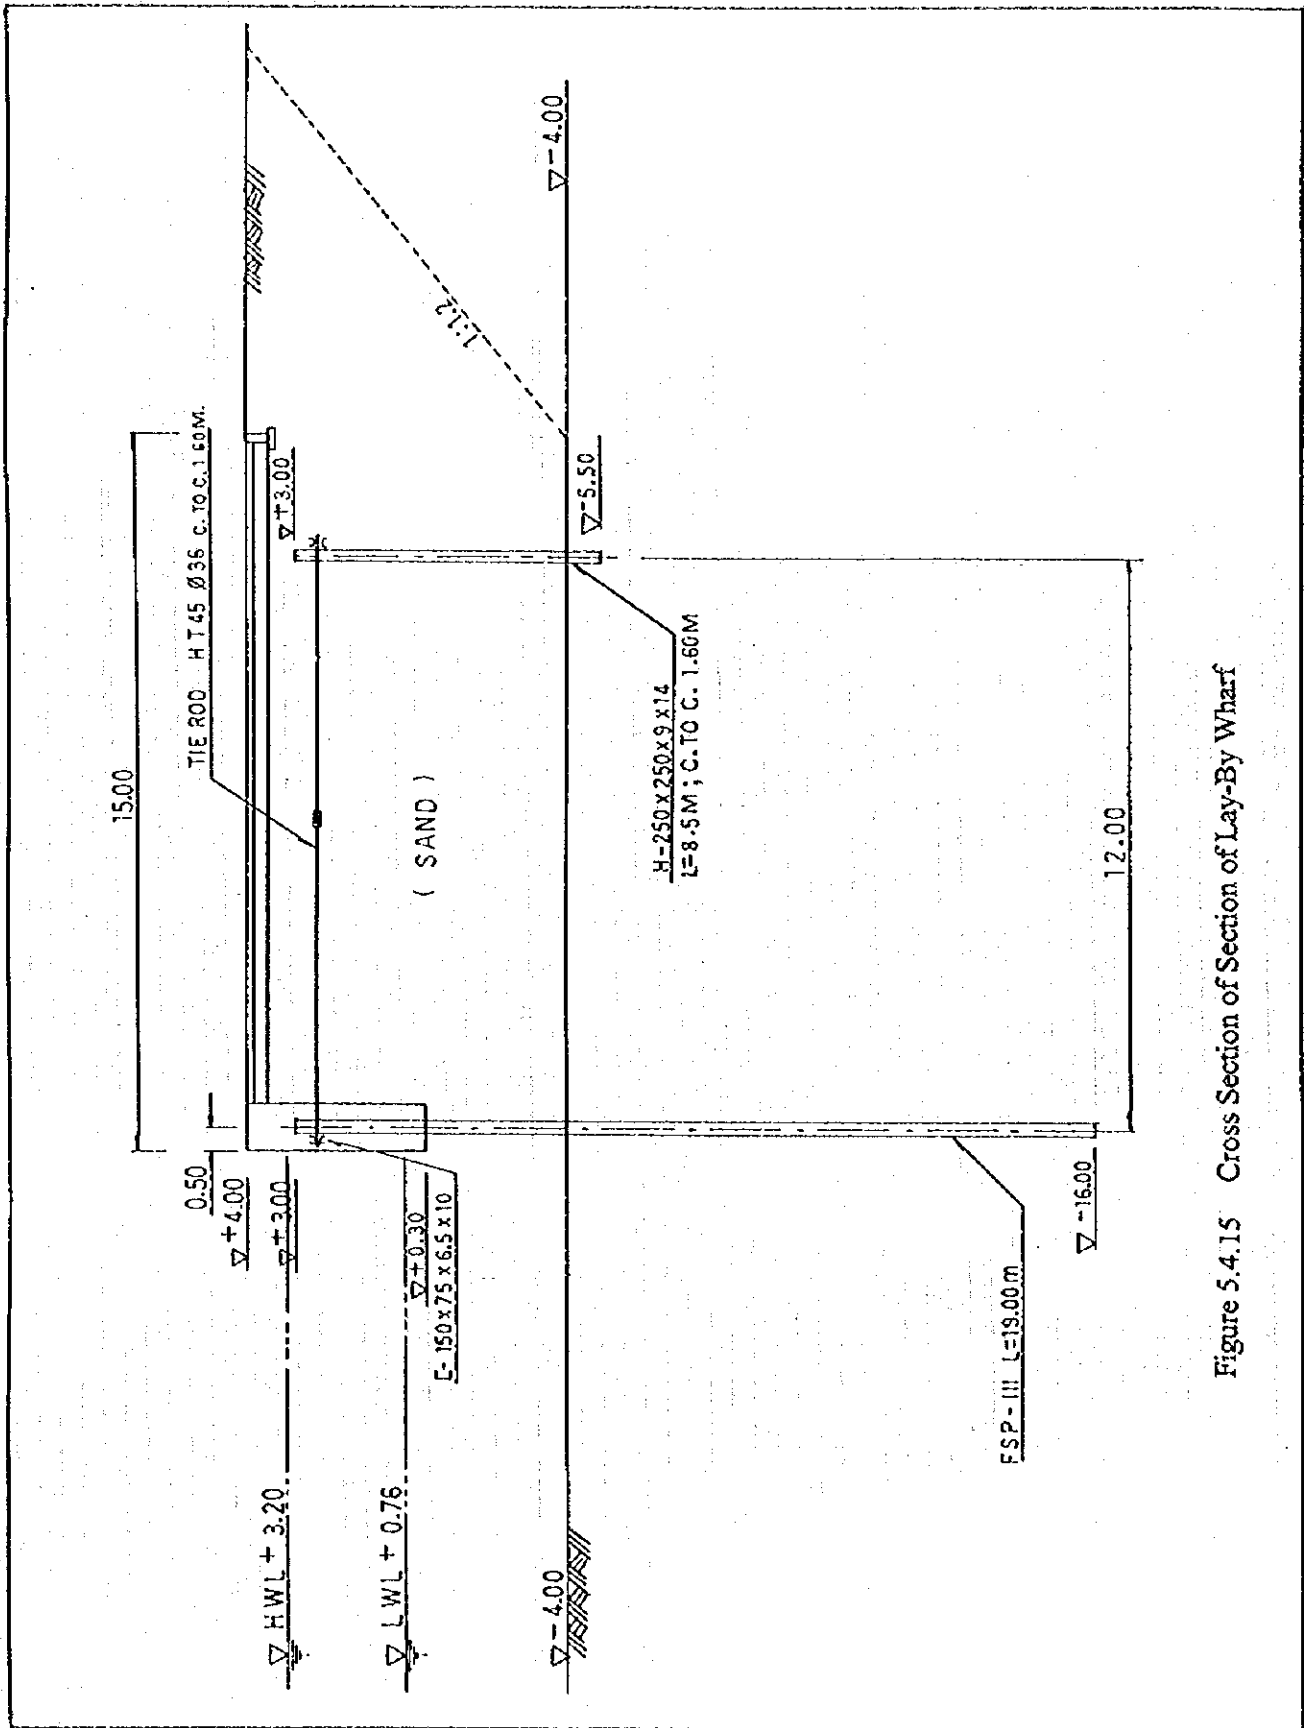 15.00
TIE ROD HT45 Ø36 C.TO C.1.60M.
0.50
▽+4.00
▽+3.00
▽+3.00
▽HWL + 3.20
▽LWL + 0.76
▽+0.30
[-150x75x6.5x10
( SAND )
1:1.2
▽-4.00
▽-4.00
▽-5.50
H-250x250x9x14
L=8.5M; C.TO C. 1.60M
FSP-III L=19.00m
▽ -16.00
12.00
Figure 5.4.15 Cross Section of Section of Lay-By Wharf